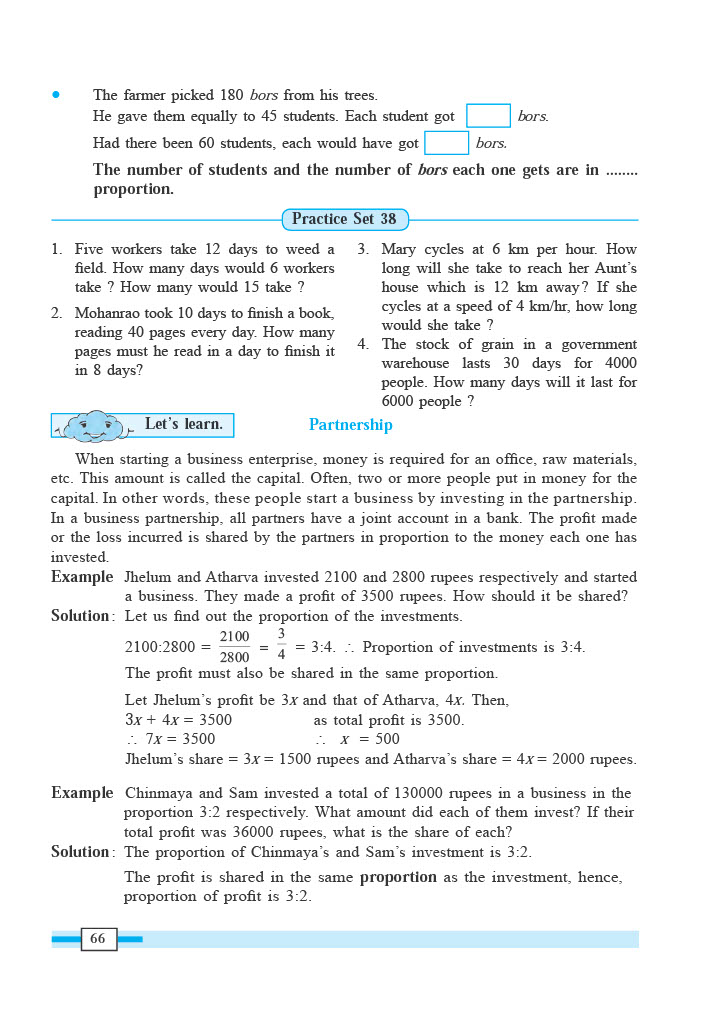 • The farmer picked 180 bors from his trees.
He gave them equally to 45 students. Each student got bors.
Had there been 60 students, each would have got bors.
The number of students and the number of bors each one gets are in ........
proportion.
Practice Set 38
1. Five workers take 12 days to weed a
field. How many days would 6 workers
take ? How many would 15 take ?
2. Mohanrao took 10 days to finish a book,
reading 40 pages every day. How many
pages must he read in a day to finish it
in 8 days?
3. Mary cycles at 6 km per hour. How
long will she take to reach her Aunt's
house which is 12 km away? If she
cycles at a speed of 4 km/hr, how long
would she take ?
4. The stock of grain in a government
warehouse lasts 30 days for 4000
people. How many days will it last for
6000 people ?
Let's learn.
Partnership
When starting a business enterprise, money is required for an office, raw materials,
etc. This amount is called the capital. Often, two or more people put in money for the
capital. In other words, these people start a business by investing in the partnership.
In a business partnership, all partners have a joint account in a bank. The profit made
or the loss incurred is shared by the partners in proportion to the money each one has
invested.
Example Jhelum and Atharva invested 2100 and 2800 rupees respectively and started
a business. They made a profit of 3500 rupees. How should it be shared?
Solution : Let us find out the proportion of the investments.
2100:2800 = 2100/2800 = 3/4 = 3:4. ∴ Proportion of investments is 3:4.
The profit must also be shared in the same proportion.
Let Jhelum's profit be 3x and that of Atharva, 4x. Then,
3x + 4x = 3500 as total profit is 3500.
∴ 7x = 3500 ∴ x = 500
Jhelum's share = 3x = 1500 rupees and Atharva's share = 4x = 2000 rupees.
Example Chinmaya and Sam invested a total of 130000 rupees in a business in the
proportion 3:2 respectively. What amount did each of them invest? If their
total profit was 36000 rupees, what is the share of each?
Solution : The proportion of Chinmaya's and Sam's investment is 3:2.
The profit is shared in the same proportion as the investment, hence,
proportion of profit is 3:2.
66